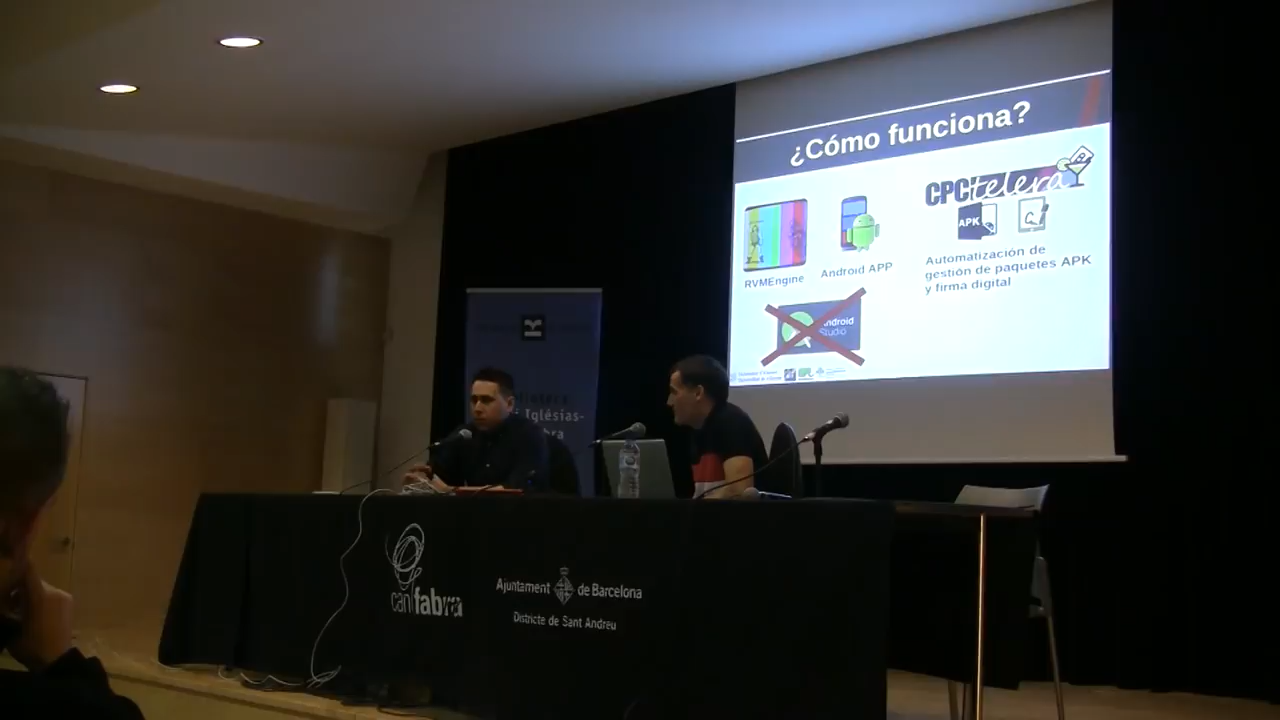 ¿Cómo funciona?
CPCtelera
APK
RVMEngine
Android APP
Automatización de
gestión de paquetes APK
y firma digital
Android
Studio
Iglésias-
can fabra
Ajuntament de Barcelona
Districte de Sant Andreu